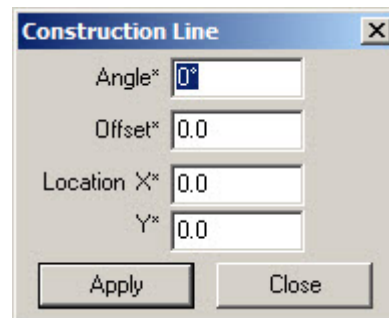 Construction Line
Angle* 0°
Offset* 0.0
Location X* 0.0
Y* 0.0
Apply Close